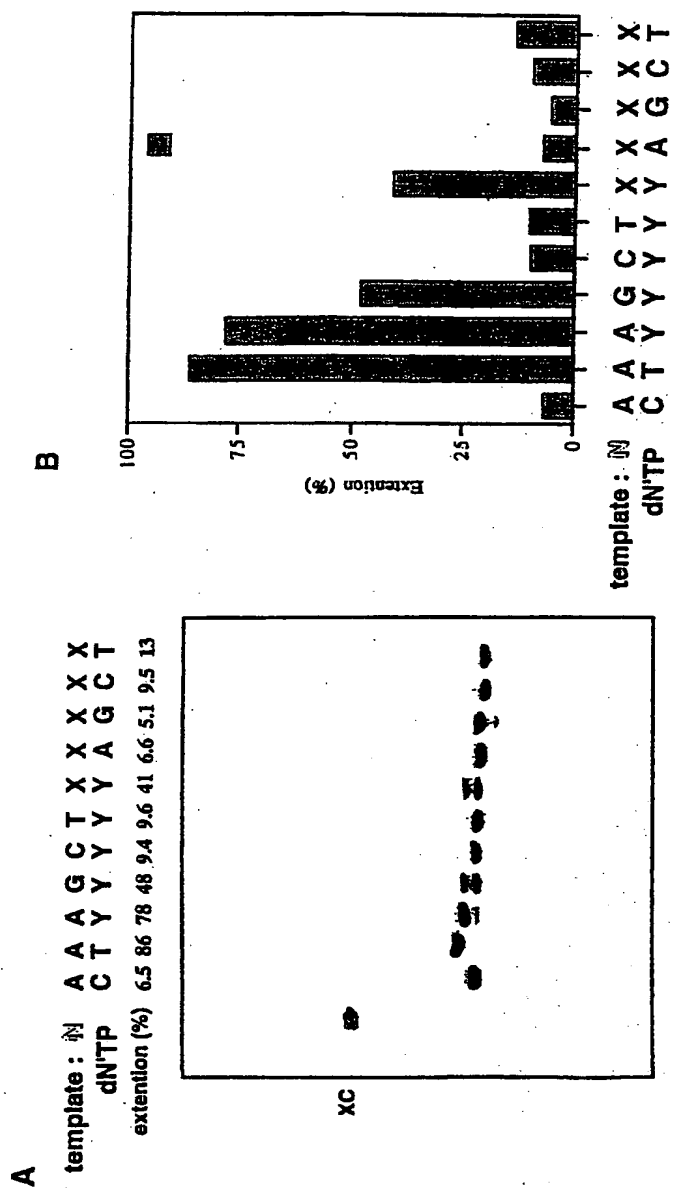 A
template : N A A A G C T X X X X X
dN'TP C T Y Y Y Y Y A G C T
extention (%) 6.5 86 78 48 9.4 9.6 41 6.6 5.1 9.5 13
XC
B
100
75
50
25
0
Extention (%)
template : N A A A G C T X X X X X
dN'TP C T Y Y Y Y Y A G C T